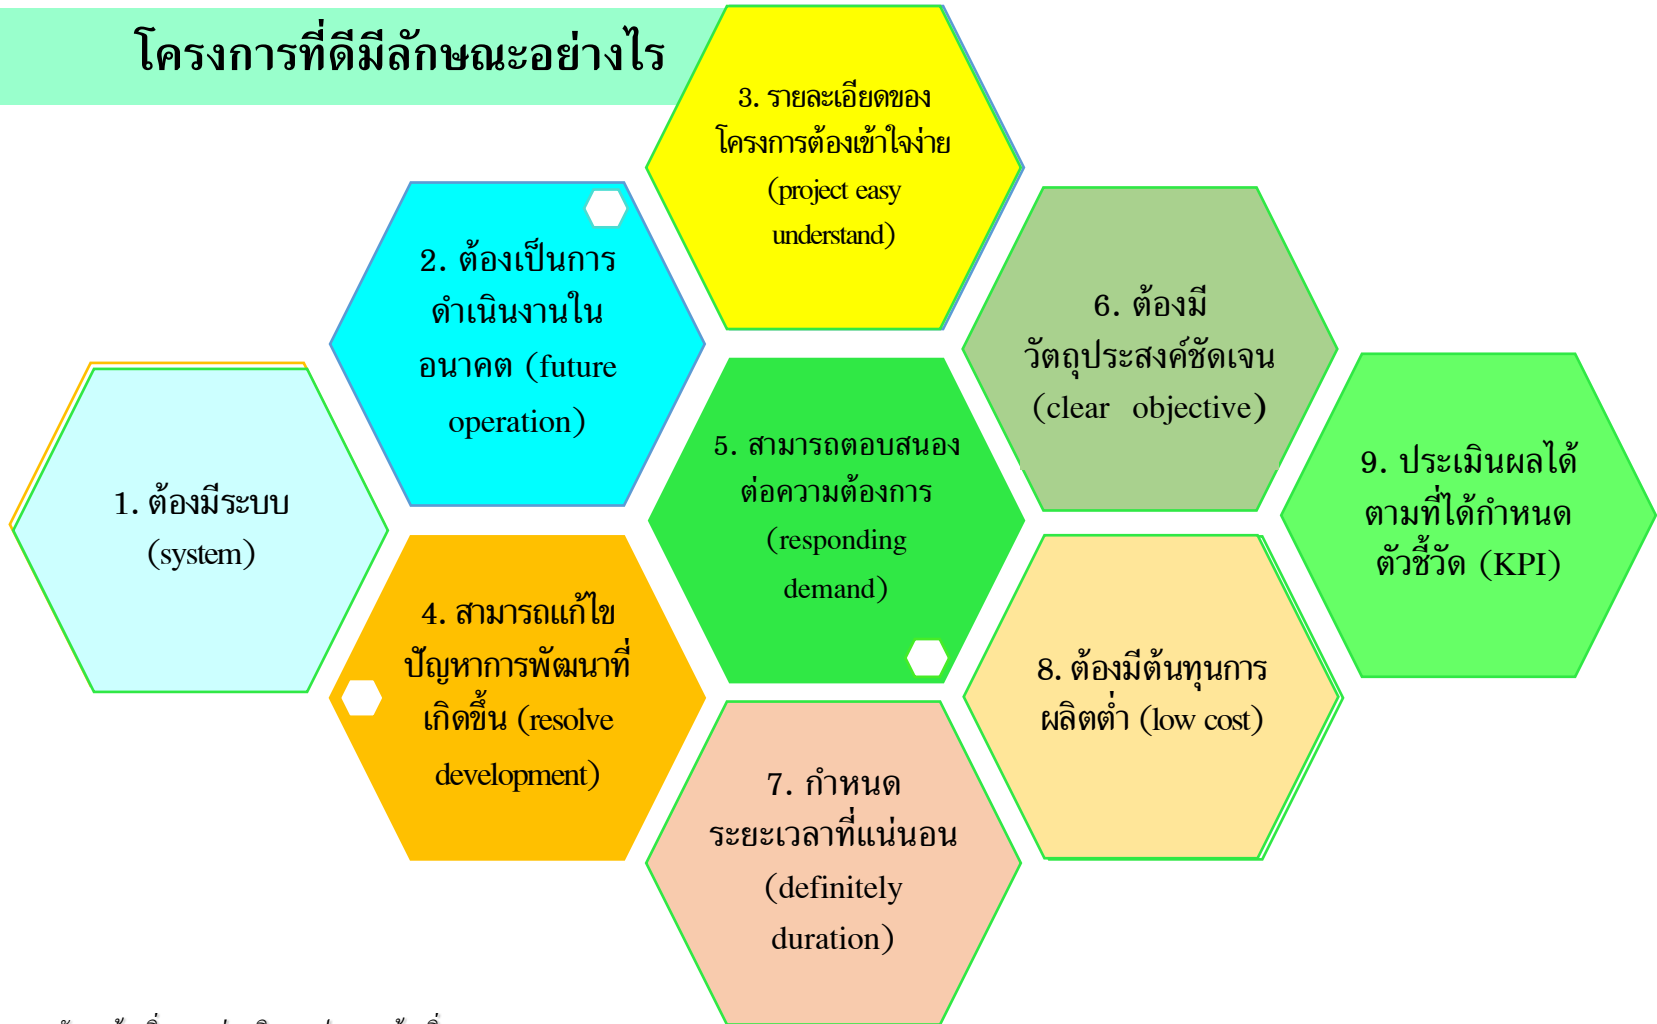 โครงการที่ดีมีลักษณะอย่างไร
1. ต้องมีระบบ
(system)
2. ต้องเป็นการ
ดำเนินงานใน
อนาคต (future
operation)
3. รายละเอียดของ
โครงการต้องเข้าใจง่าย
(project easy
understand)
4. สามารถแก้ไข
ปัญหาการพัฒนาที่
เกิดขึ้น (resolve
development)
5. สามารถตอบสนอง
ต่อความต้องการ
(responding
demand)
6. ต้องมี
วัตถุประสงค์ชัดเจน
(clear objective)
7. กำหนด
ระยะเวลาที่แน่นอน
(definitely
duration)
8. ต้องมีต้นทุนการ
ผลิตต่ำ (low cost)
9. ประเมินผลได้
ตามที่ได้กำหนด
ตัวชี้วัด (KPI)